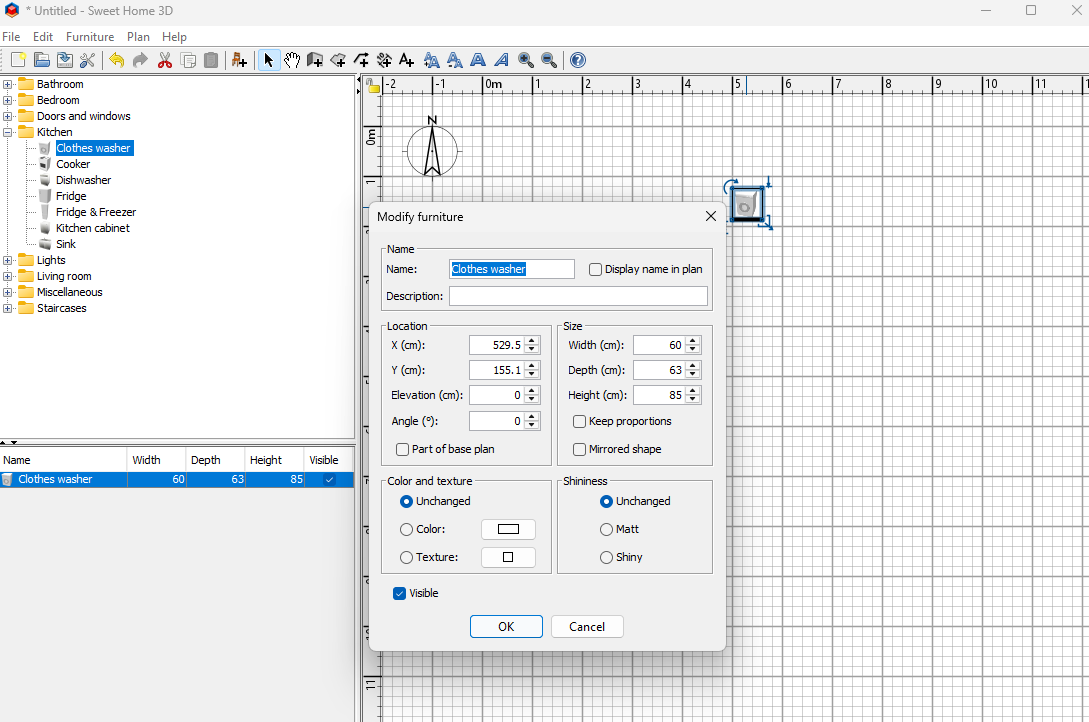 * Untitled - Sweet Home 3D
File Edit Furniture Plan Help
Bathroom
Bedroom
Doors and windows
Kitchen
Clothes washer
Cooker
Dishwasher
Fridge
Fridge & Freezer
Kitchen cabinet
Sink
Lights
Living room
Miscellaneous
Staircases
Name Width Depth Height Visible
Clothes washer 60 63 85
-2 -1 0m 1 2 3 4 5 6 7 8 9 10 11
0m
1
11
N
Modify furniture
Name
Name: Clothes washer Display name in plan
Description:
Location
X (cm): 529.5
Y (cm): 155.1
Elevation (cm): 0
Angle (°): 0
Part of base plan
Size
Width (cm): 60
Depth (cm): 63
Height (cm): 85
Keep proportions
Mirrored shape
Color and texture
Unchanged
Color:
Texture:
Shininess
Unchanged
Matt
Shiny
Visible
OK Cancel